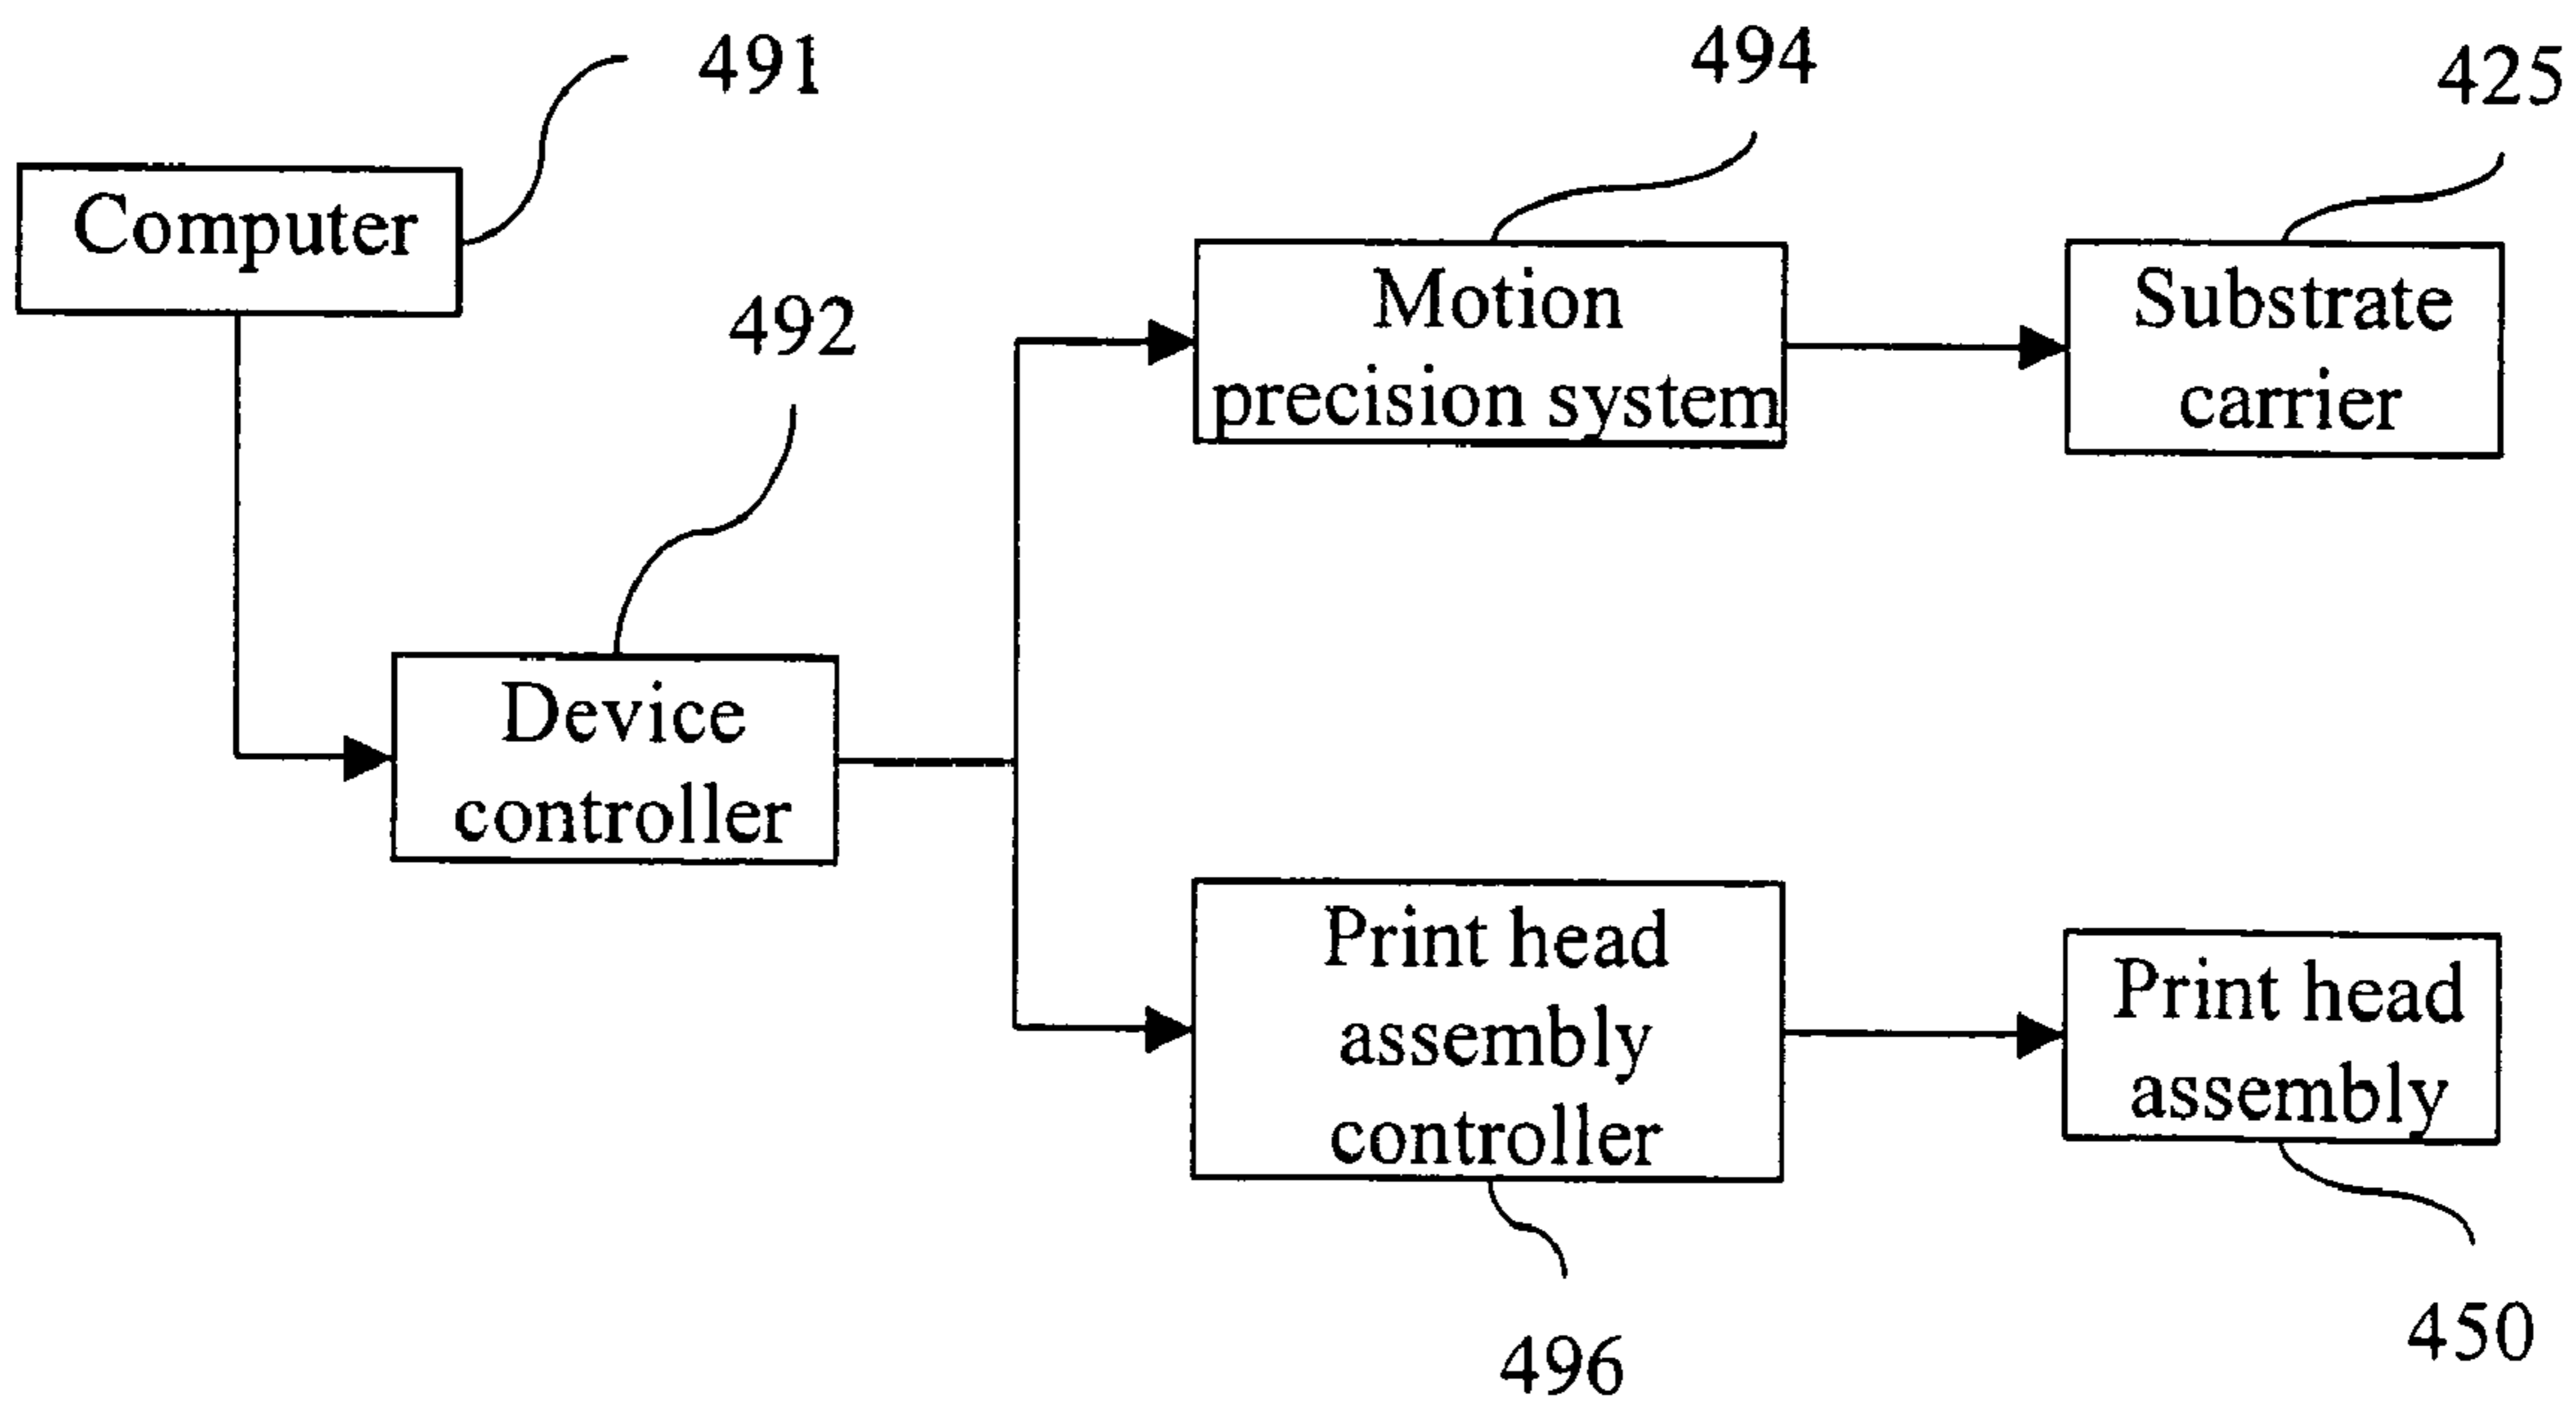 491
494
425
Computer
492
Motion
precision system
Substrate
carrier
Device
controller
Print head
assembly
controller
Print head
assembly
496
450